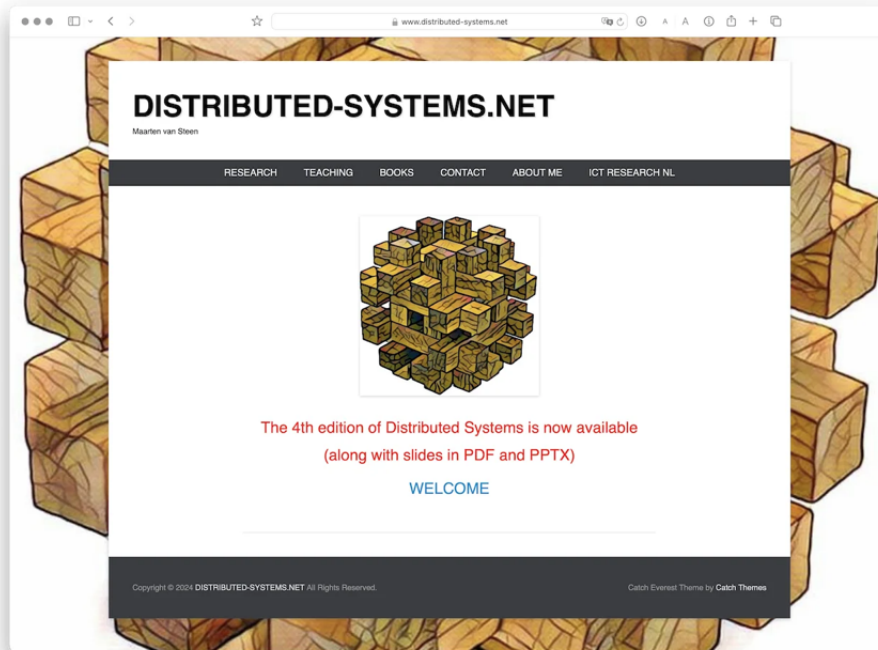 www.distributed-systems.net
A A
DISTRIBUTED-SYSTEMS.NET
Maarten van Steen
RESEARCH TEACHING BOOKS CONTACT ABOUT ME ICT RESEARCH NL
The 4th edition of Distributed Systems is now available
(along with slides in PDF and PPTX)
WELCOME
Copyright © 2024 DISTRIBUTED-SYSTEMS.NET All Rights Reserved. Catch Everest Theme by Catch Themes